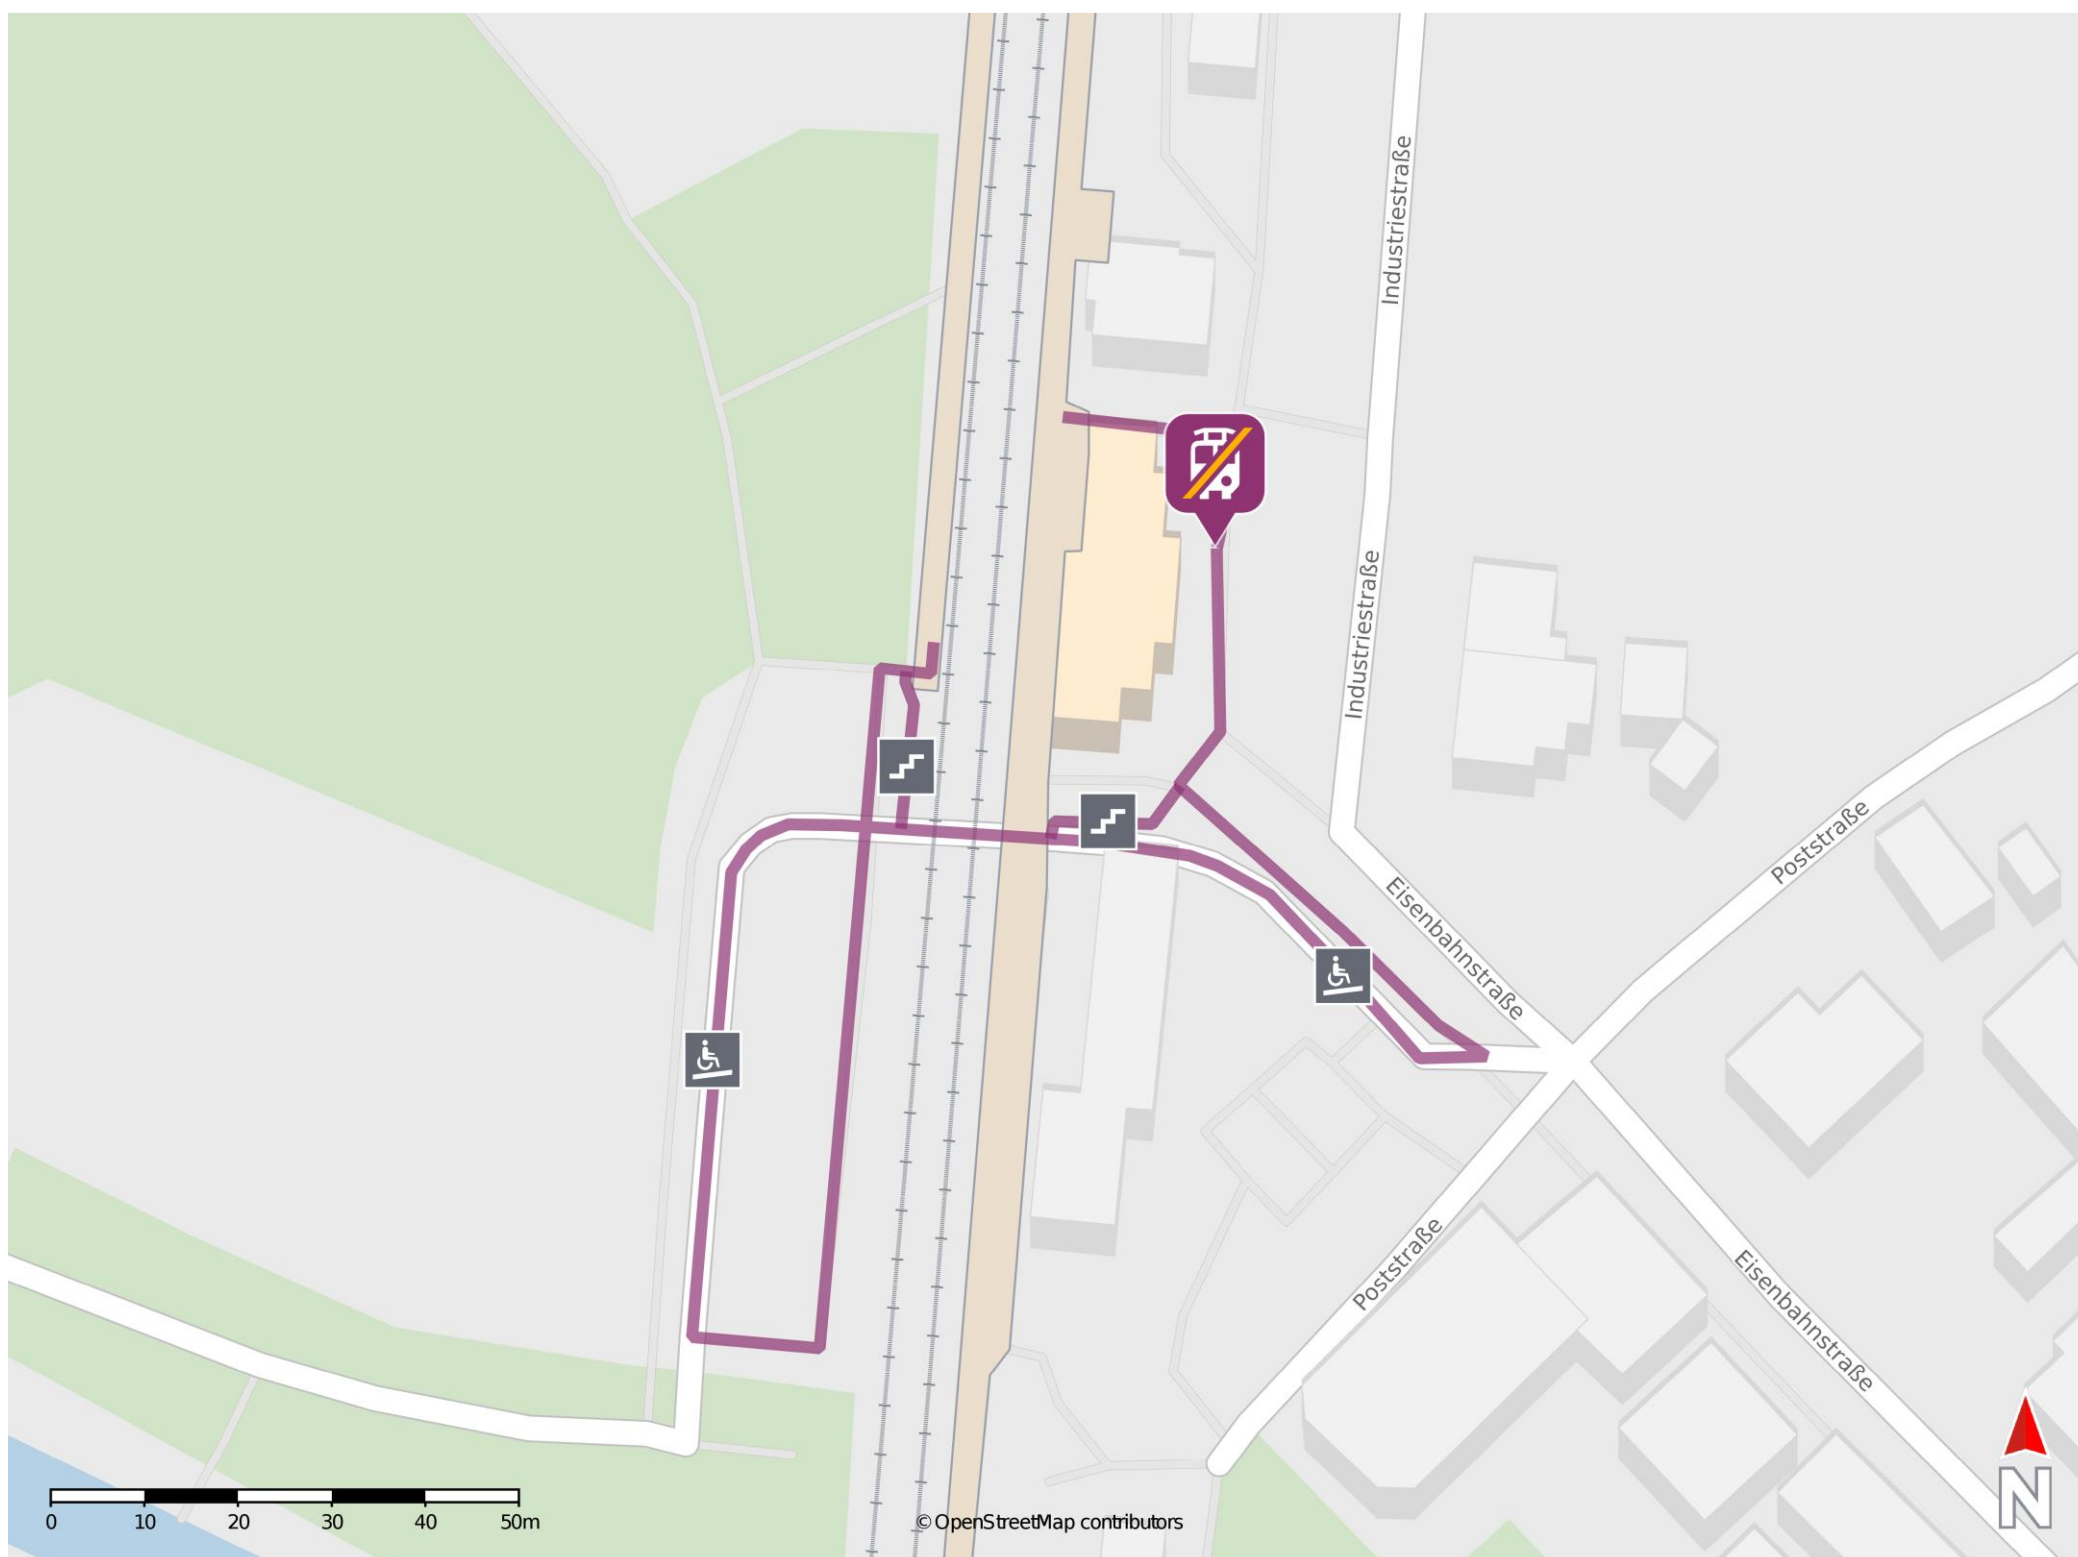 Industriestraße
Industriestraße
Poststraße
Eisenbahnstraße
Poststraße
Eisenbahnstraße
N
0 10 20 30 40 50m
© OpenStreetMap contributors